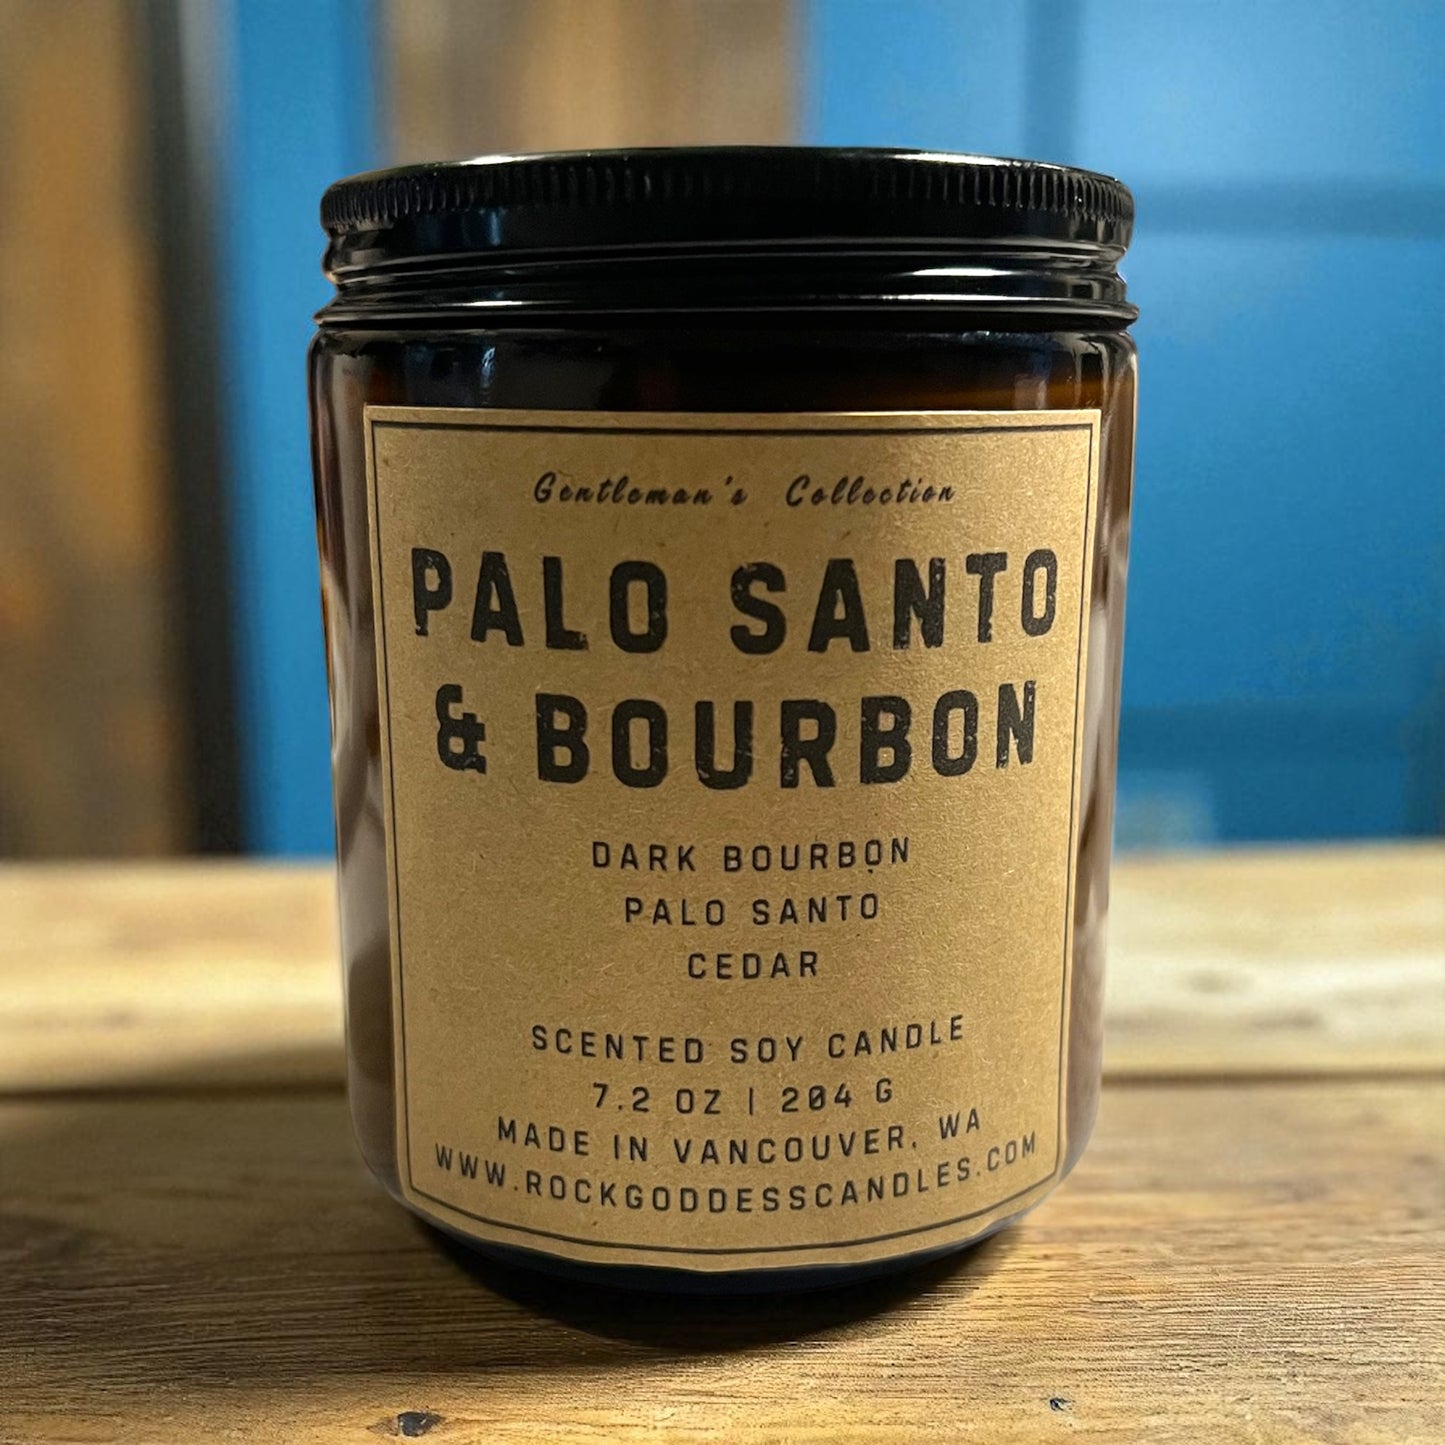 Gentleman's Collection
PALO SANTO
& BOURBON
DARK BOURBON
PALO SANTO
CEDAR
SCENTED SOY CANDLE
7.2 OZ | 204 G
MADE IN VANCOUVER, WA
WWW.ROCKGODDESSCANDLES.COM